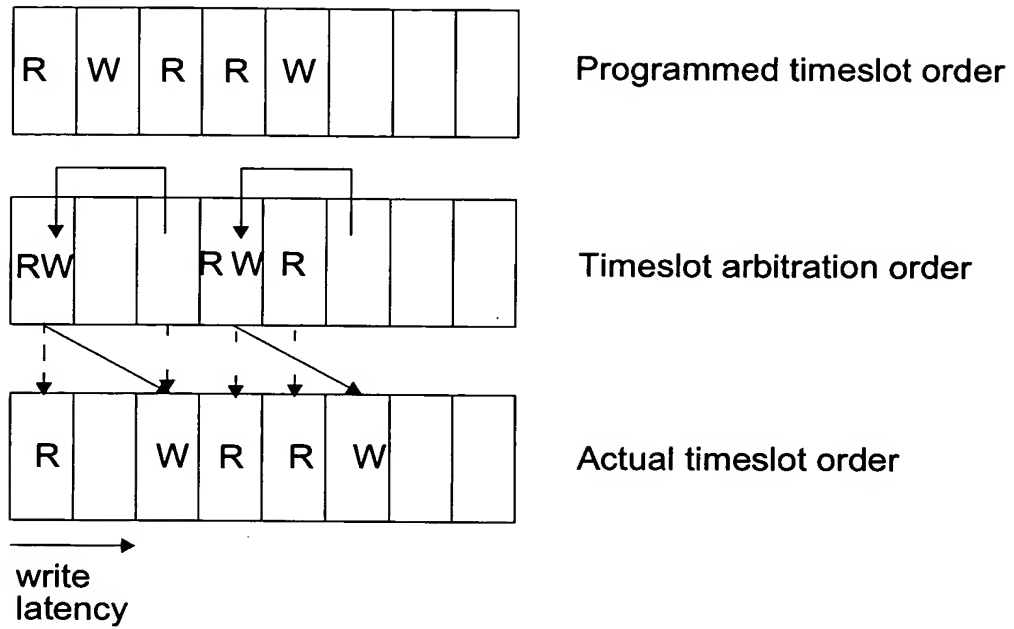 R W R R W
Programmed timeslot order
RW R W R
Timeslot arbitration order
R W R R W
Actual timeslot order
write
latency